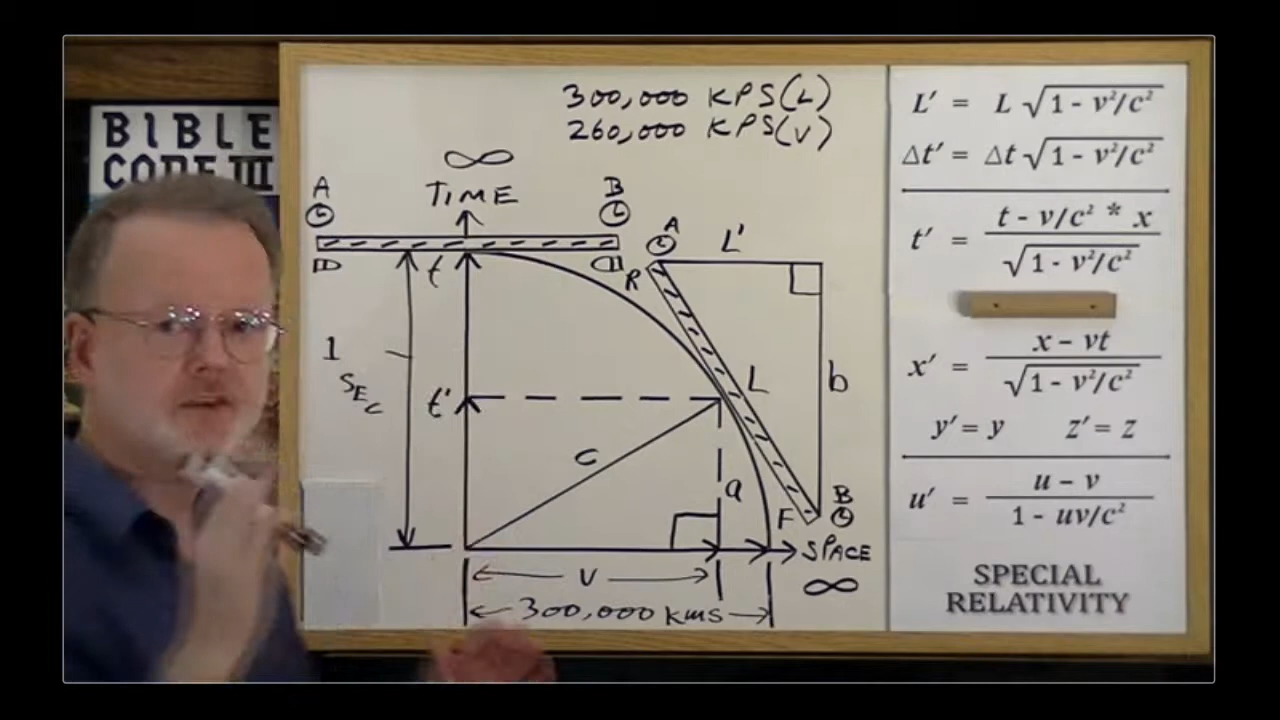 BIBLE
CODE III
300,000 KPS(L)
260,000 KPS(V)
∞
TIME
A
B
A
L'
t
R
1
SEC
t'
L
b
c
a
B
F
SPACE
∞
V
300,000 KMS
L' = L √1 - v²/c²
Δt' = Δt √1 - v²/c²
t' = t - v/c² * x / √1 - v²/c²
x' = x - vt / √1 - v²/c²
y' = y z' = z
u' = u - v / 1 - uv/c²
SPECIAL
RELATIVITY